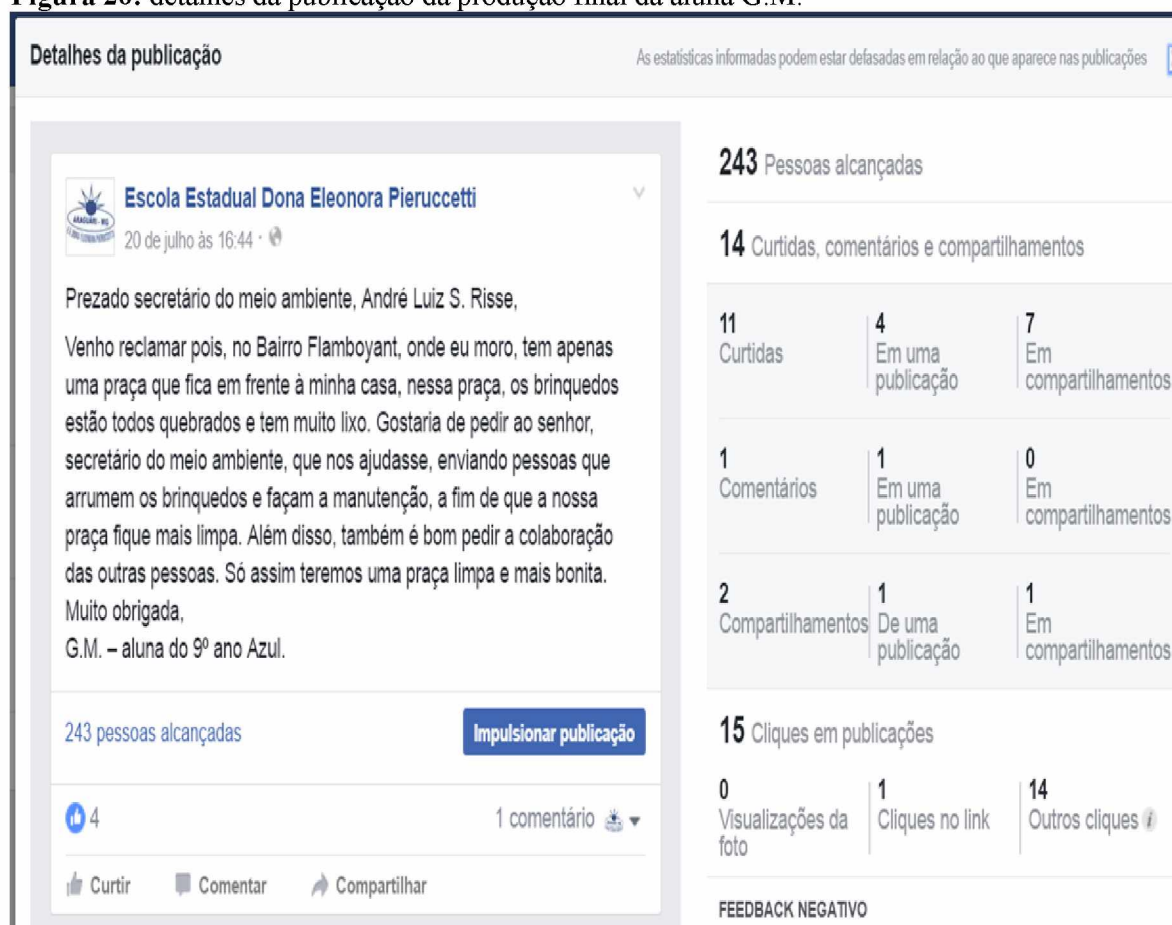 Figura 20: detalhes da publicação da produção final da aluna G.M.
Detalhes da publicação
As estatísticas informadas podem estar defasadas em relação ao que aparece nas publicações
Escola Estadual Dona Eleonora Pieruccetti
20 de julho às 16:44 ·
Prezado secretário do meio ambiente, André Luiz S. Risse,
Venho reclamar pois, no Bairro Flamboyant, onde eu moro, tem apenas
uma praça que fica em frente à minha casa, nessa praça, os brinquedos
estão todos quebrados e tem muito lixo. Gostaria de pedir ao senhor,
secretário do meio ambiente, que nos ajudasse, enviando pessoas que
arrumem os brinquedos e façam a manutenção, a fim de que a nossa
praça fique mais limpa. Além disso, também é bom pedir a colaboração
das outras pessoas. Só assim teremos uma praça limpa e mais bonita.
Muito obrigada,
G.M. – aluna do 9º ano Azul.
243 pessoas alcançadas
Impulsionar publicação
4
1 comentário
Curtir Comentar Compartilhar
243 Pessoas alcançadas
14 Curtidas, comentários e compartilhamentos
11 4 7
Curtidas Em uma Em
publicação compartilhamentos
1 1 0
Comentários Em uma Em
publicação compartilhamentos
2 1 1
Compartilhamentos De uma Em
publicação compartilhamentos
15 Cliques em publicações
0 1 14
Visualizações da Cliques no link Outros cliques
foto
FEEDBACK NEGATIVO